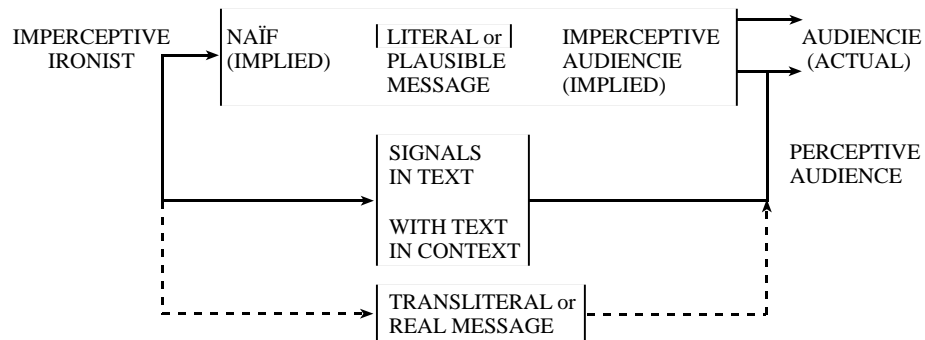 IMPERCEPTIVE
IRONIST
NAÏF
(IMPLIED)
LITERAL or
PLAUSIBLE
MESSAGE
IMPERCEPTIVE
AUDIENCIE
(IMPLIED)
AUDIENCIE
(ACTUAL)
SIGNALS
IN TEXT
WITH TEXT
IN CONTEXT
PERCEPTIVE
AUDIENCE
TRANSLITERAL or
REAL MESSAGE